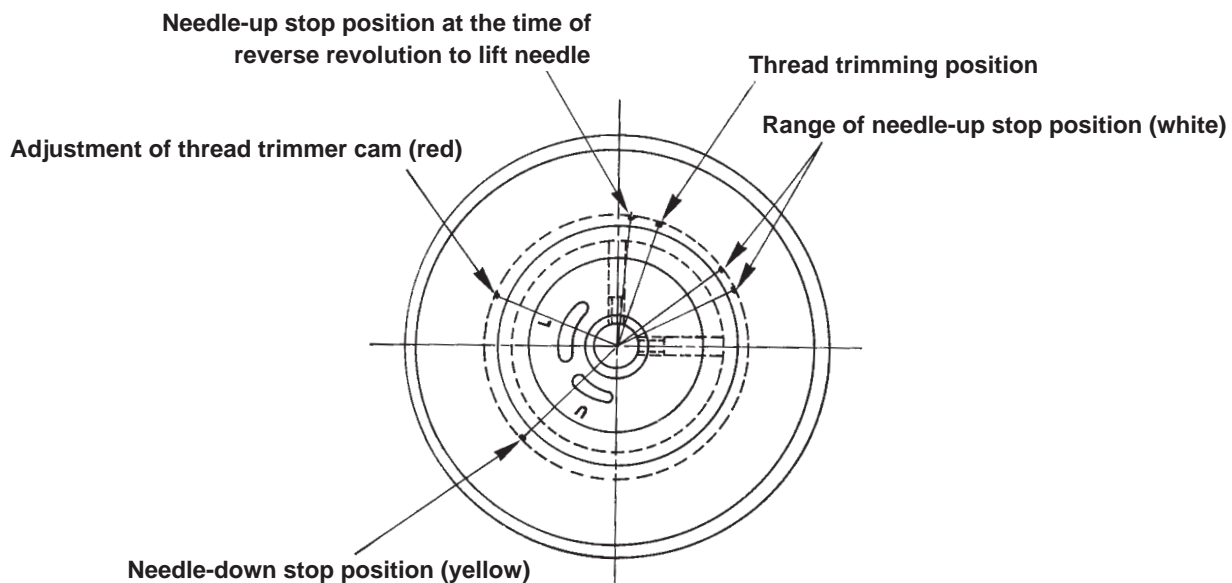 Needle-up stop position at the time of
reverse revolution to lift needle
Thread trimming position
Range of needle-up stop position (white)
Adjustment of thread trimmer cam (red)
L
U
Needle-down stop position (yellow)